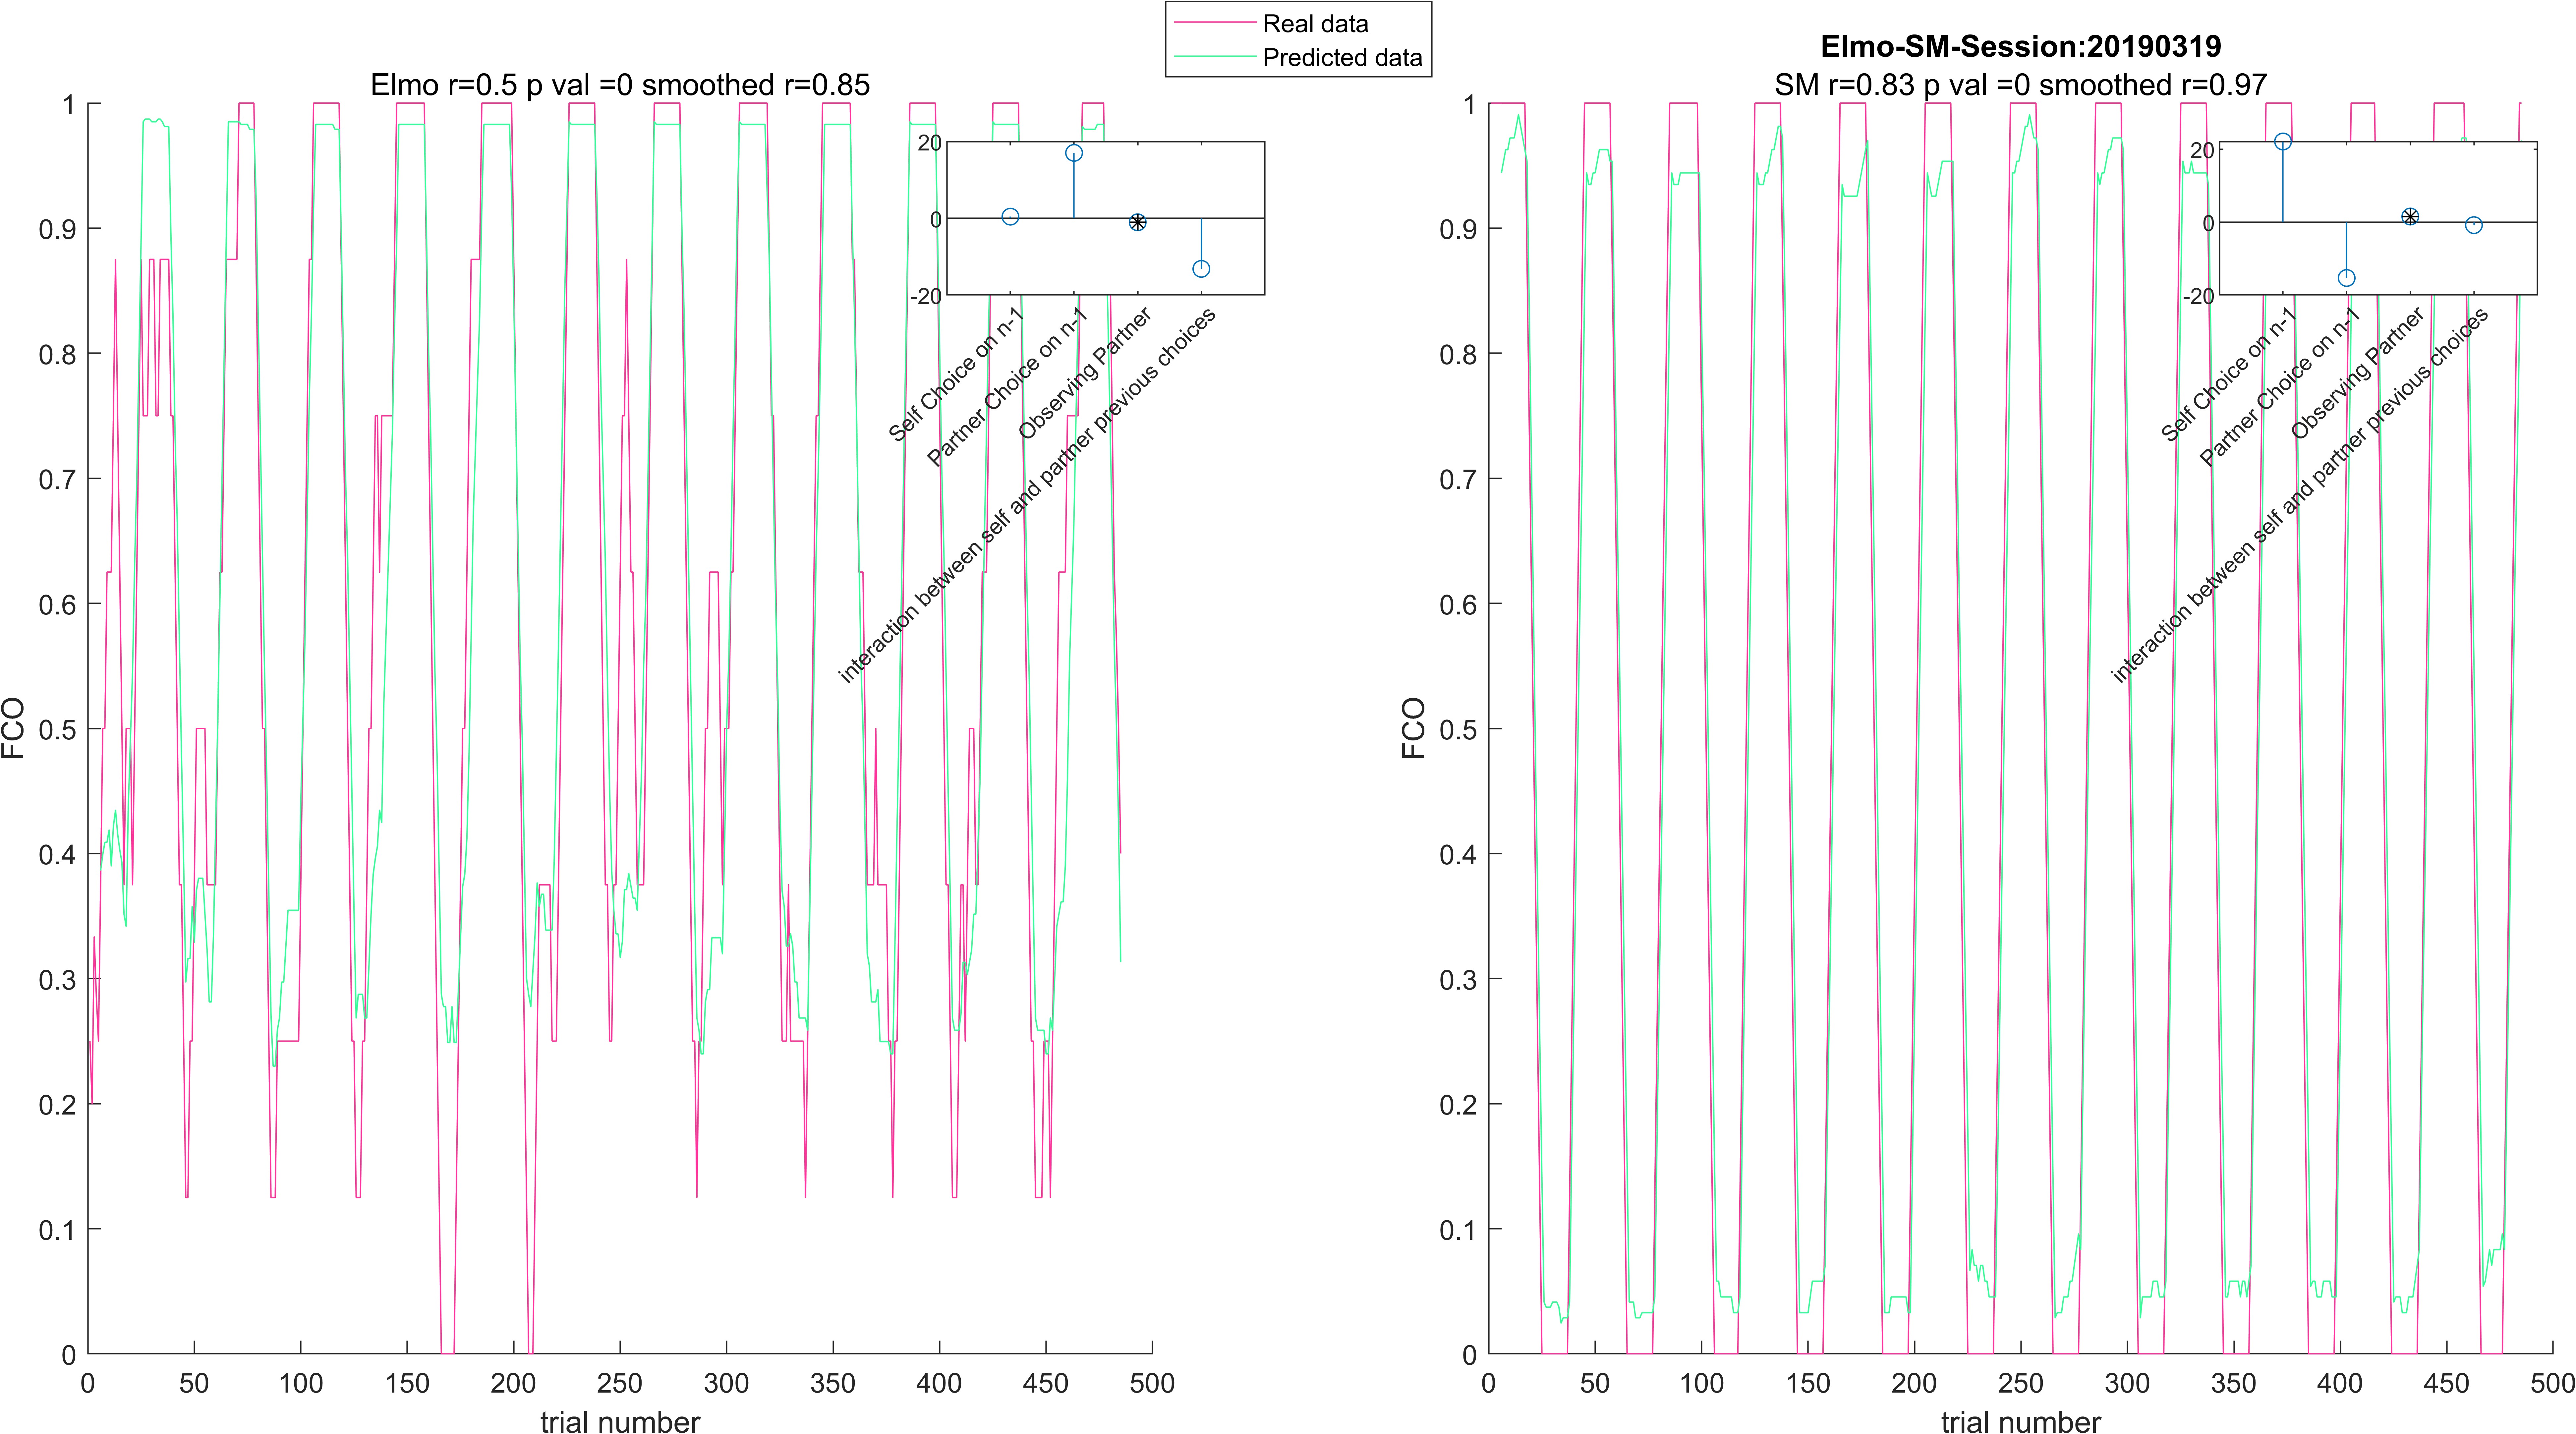 Real data
Predicted data
Elmo-SM-Session:20190319
Elmo r=0.5 p val =0 smoothed r=0.85
SM r=0.83 p val =0 smoothed r=0.97
1
0.9
0.8
0.7
0.6
0.5
0.4
0.3
0.2
0.1
0
FCO
0
50
100
150
200
250
300
350
400
450
500
trial number
20
0
-20
Self Choice on n-1
Partner Choice on n-1
Observing Partner
interaction between self and partner previous choices
1
0.9
0.8
0.7
0.6
0.5
0.4
0.3
0.2
0.1
0
FCO
0
50
100
150
200
250
300
350
400
450
500
trial number
20
0
-20
Self Choice on n-1
Partner Choice on n-1
Observing Partner
interaction between self and partner previous choices